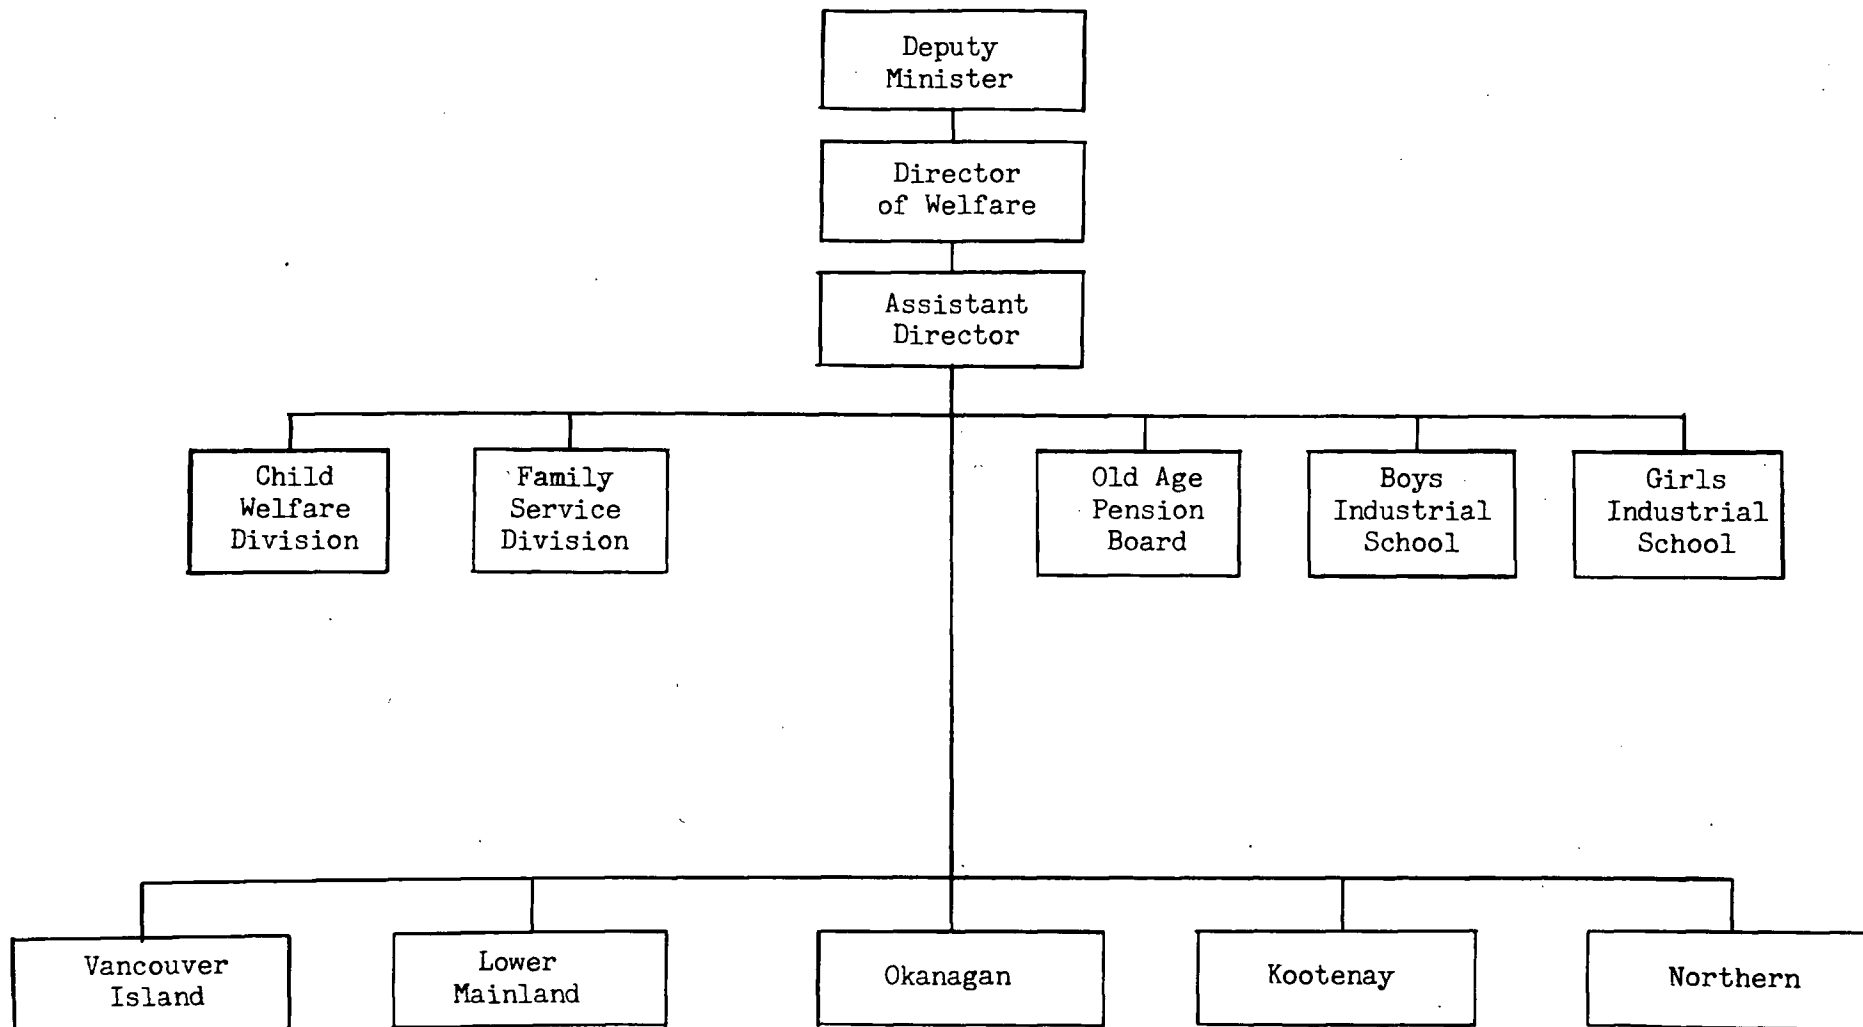 Deputy
Minister
Director
of Welfare
Assistant
Director
Child
Welfare
Division
Family
Service
Division
Old Age
Pension
Board
Boys
Industrial
School
Girls
Industrial
School
Vancouver
Island
Lower
Mainland
Okanagan
Kootenay
Northern